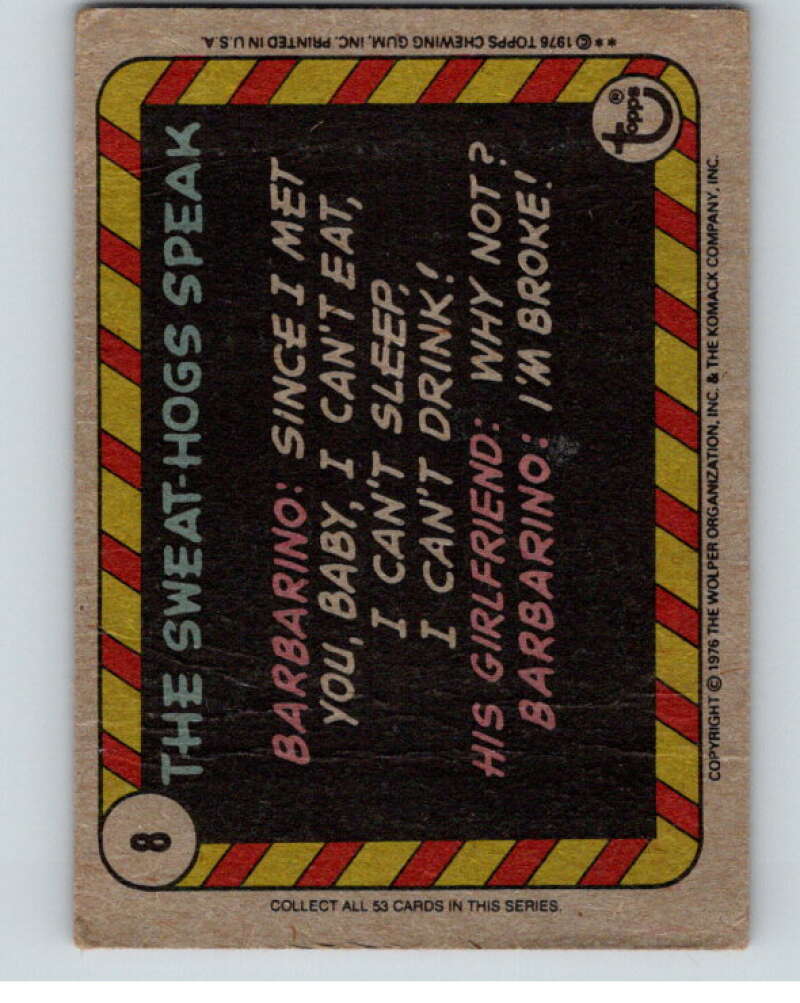 8
THE SWEAT-HOGS SPEAK
BARBARINO: SINCE I MET
YOU, BABY, I CAN'T EAT,
I CAN'T SLEEP,
I CAN'T DRINK!
HIS GIRLFRIEND: WHY NOT?
BARBARINO: I'M BROKE!
topps®
COPYRIGHT © 1976 THE WOLPER ORGANIZATION, INC. & THE KOMACK COMPANY, INC.
COLLECT ALL 53 CARDS IN THIS SERIES.
**© 1976 TOPPS CHEWING GUM, INC. PRINTED IN U.S.A.